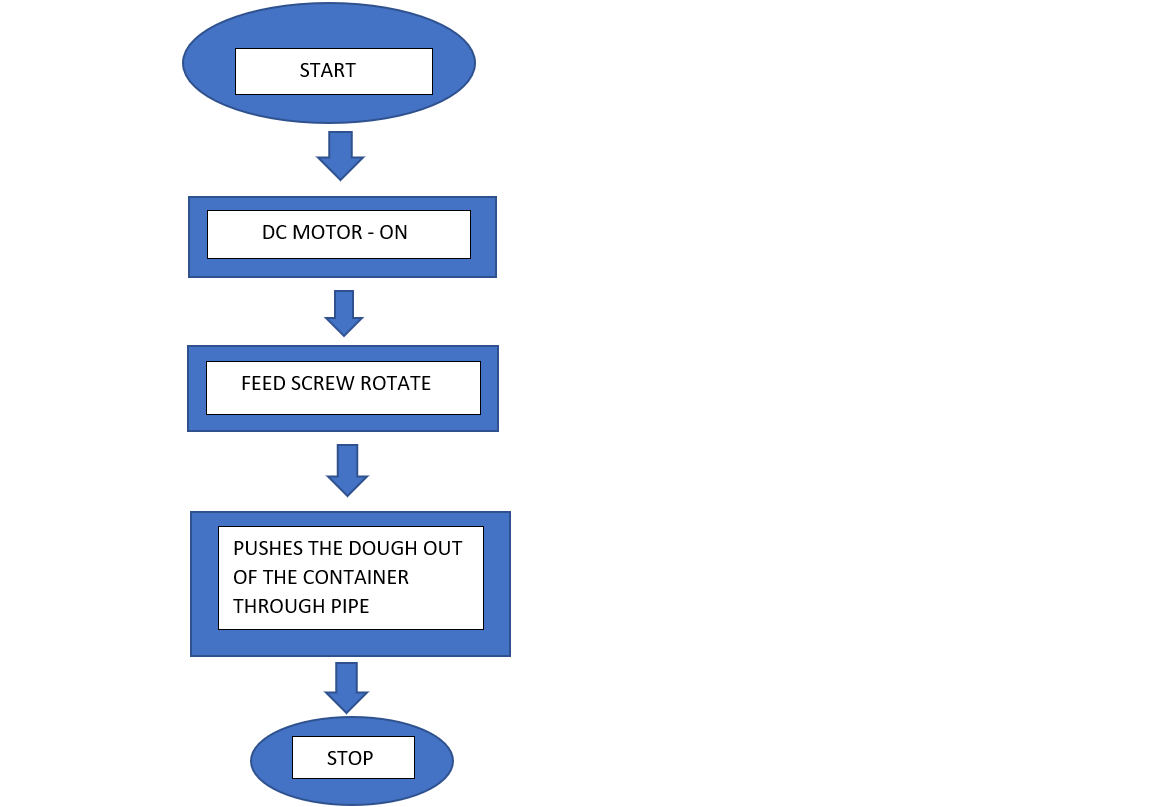 START
DC MOTOR - ON
FEED SCREW ROTATE
PUSHES THE DOUGH OUT
OF THE CONTAINER
THROUGH PIPE
STOP